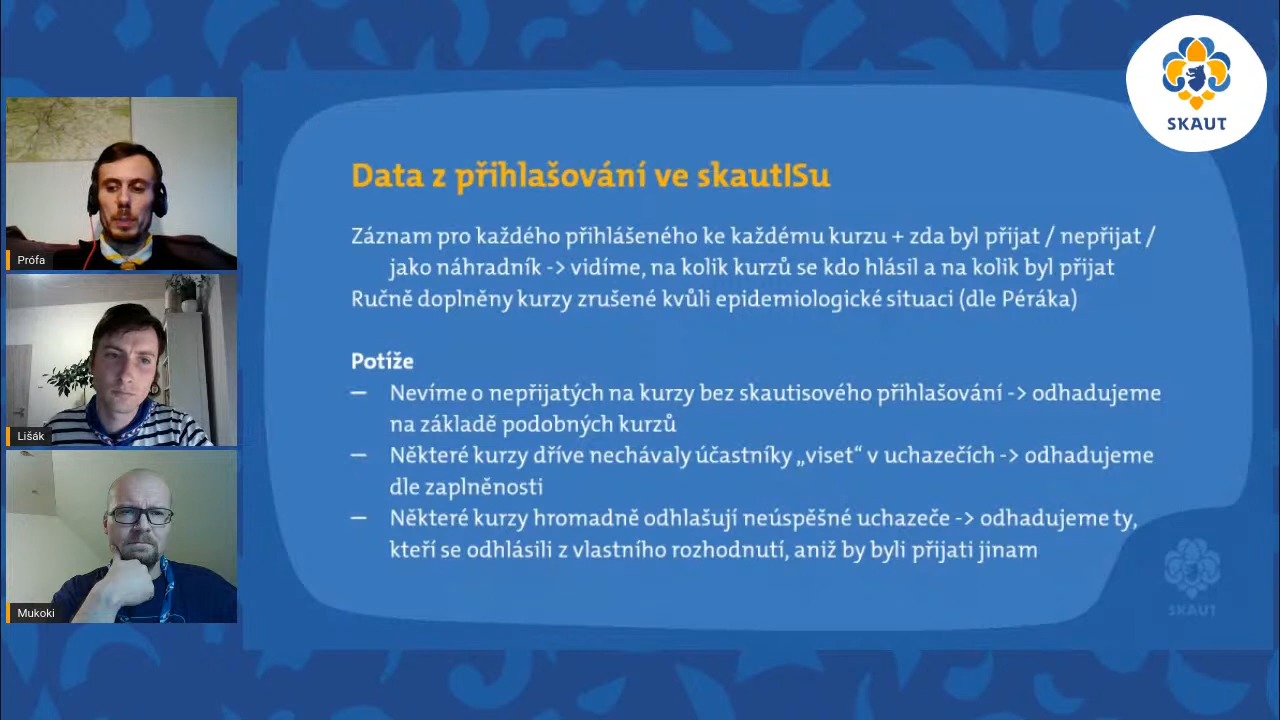 SKAUT
Data z přihlašování ve skautISu
Záznam pro každého přihlášeného ke každému kurzu + zda byl přijat / nepřijat /
jako náhradník -> vidíme, na kolik kurzů se kdo hlásil a na kolik byl přijat
Ručně doplněny kurzy zrušené kvůli epidemiologické situaci (dle Péráka)
Potíže
– Nevíme o nepřijatých na kurzy bez skautisového přihlašování -> odhadujeme
na základě podobných kurzů
– Některé kurzy dříve nechávaly účastníky „viset“ v uchazečích -> odhadujeme
dle zaplněnosti
– Některé kurzy hromadně odhlašují neúspěšné uchazeče -> odhadujeme ty,
kteří se odhlásili z vlastního rozhodnutí, aniž by byli přijati jinam
SKAUT
Prófa
Lišák
Mukoki